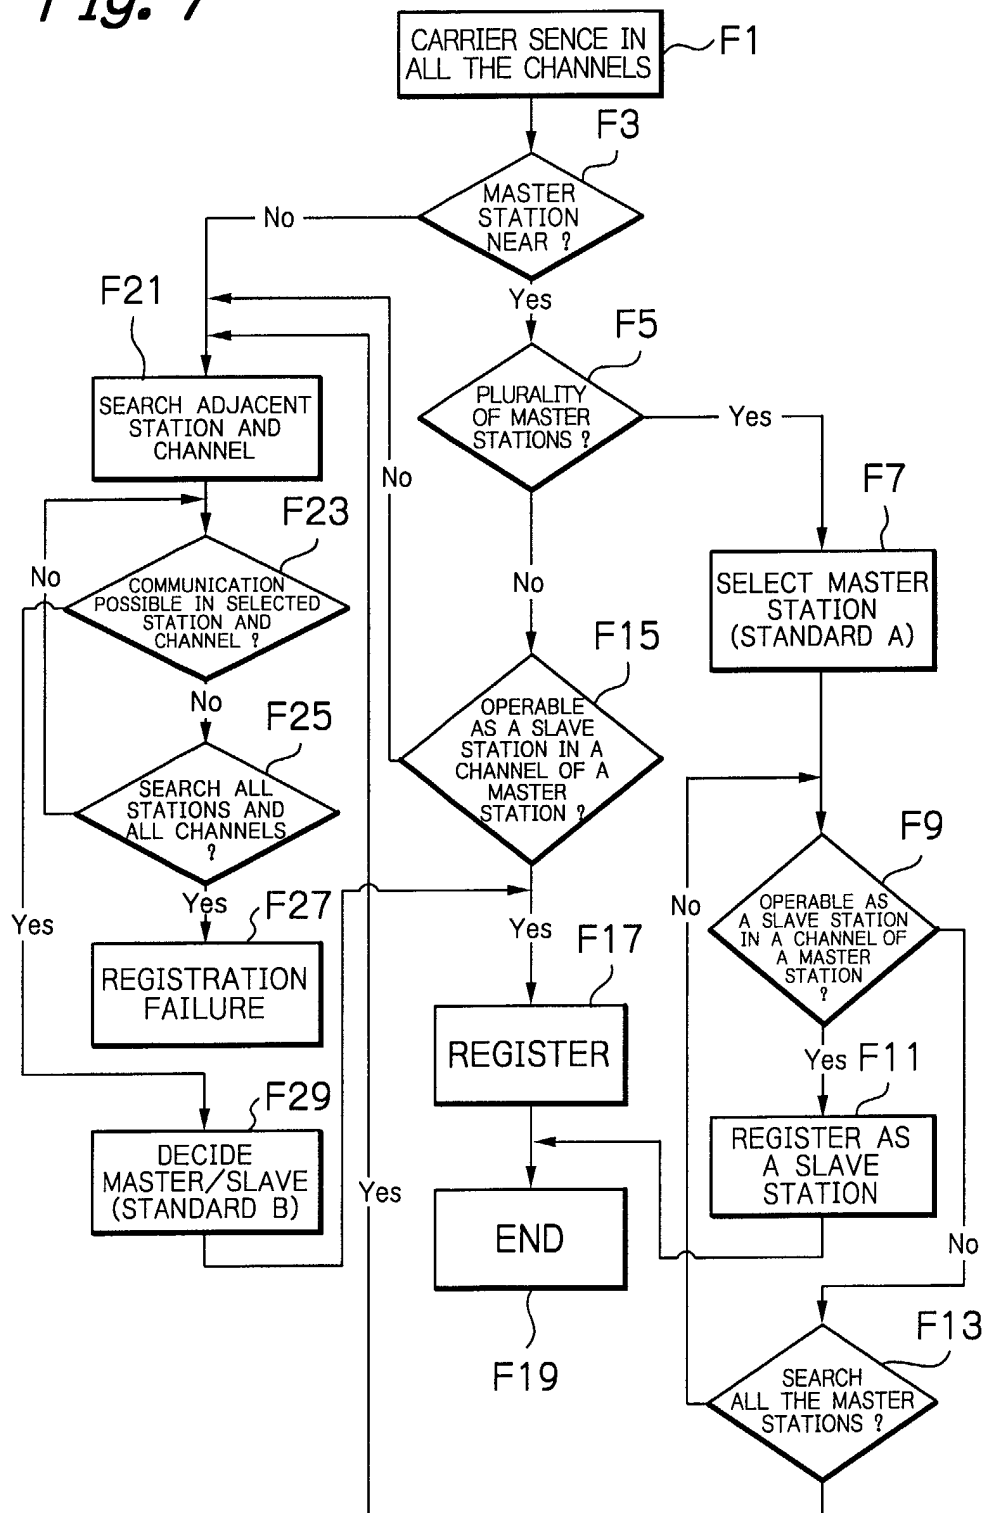 Fig. 7
CARRIER SENCE IN
ALL THE CHANNELS
F1
F3
MASTER
STATION
NEAR ?
No
Yes
F21
F5
SEARCH ADJACENT
STATION AND
CHANNEL
PLURALITY
OF MASTER
STATIONS ?
Yes
No
F7
F23
No
COMMUNICATION
POSSIBLE IN SELECTED
STATION AND
CHANNEL ?
No
SELECT MASTER
STATION
(STANDARD A)
F15
No
F25
OPERABLE
AS A SLAVE
STATION IN A
CHANNEL OF A
MASTER
STATION ?
SEARCH ALL
STATIONS AND
ALL CHANNELS
?
F9
Yes
F27
No
OPERABLE AS
A SLAVE STATION
IN A CHANNEL OF
A MASTER
STATION
?
Yes
Yes
F17
REGISTRATION
FAILURE
REGISTER
Yes
F11
F29
DECIDE
MASTER/SLAVE
(STANDARD B)
REGISTER AS
A SLAVE
STATION
Yes
END
No
F13
F19
SEARCH
ALL THE MASTER
STATIONS ?